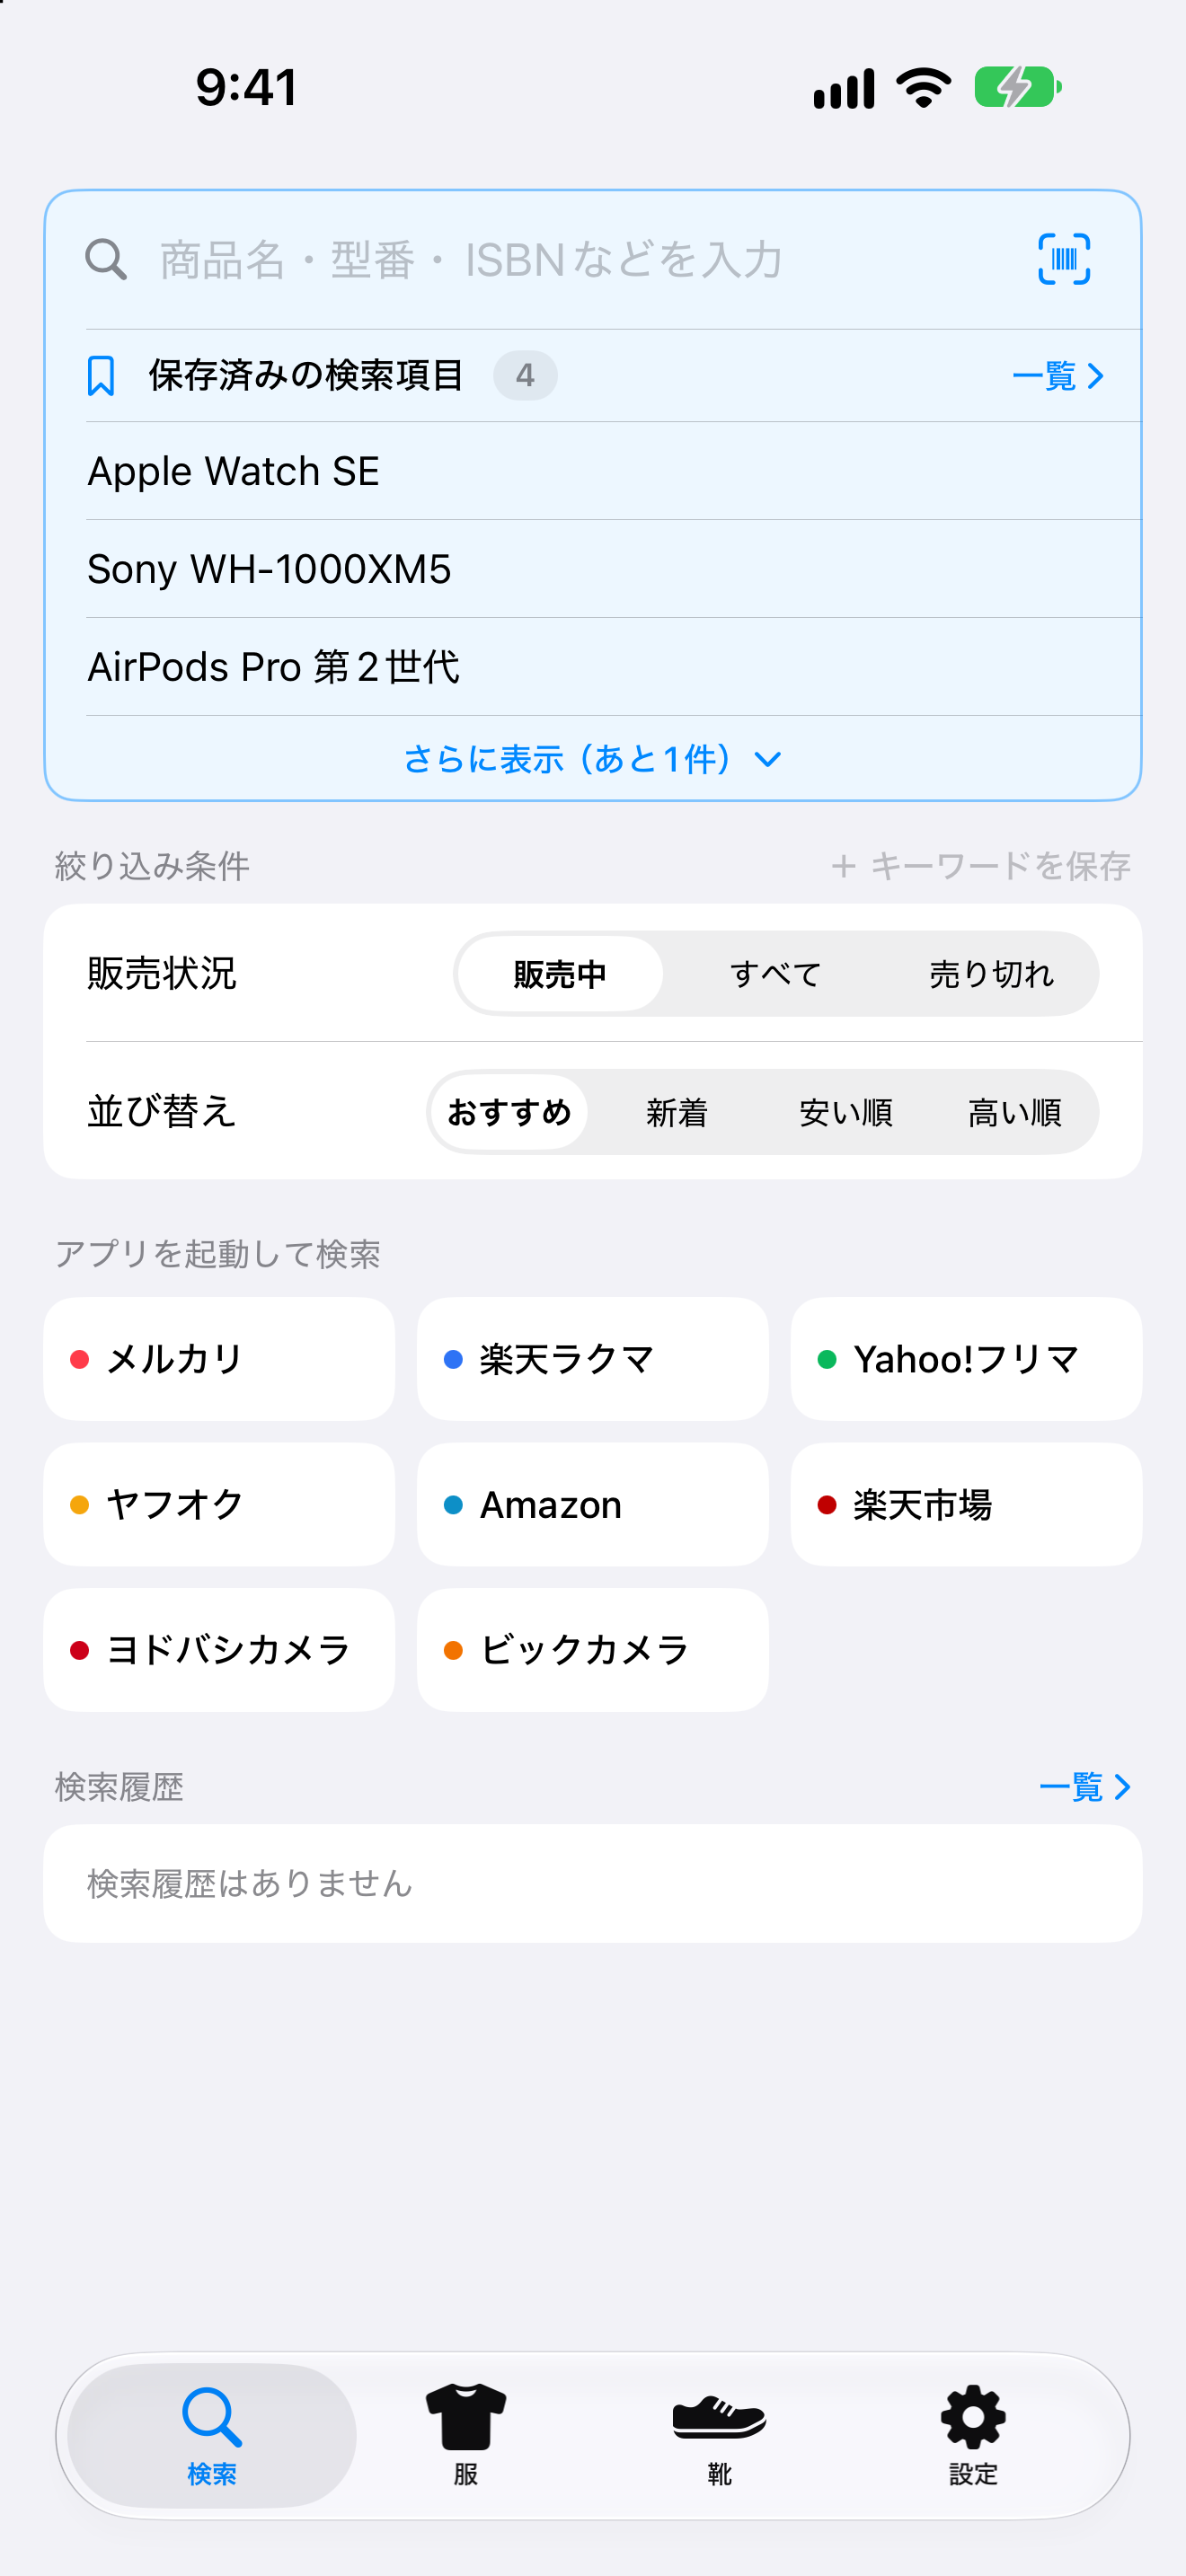 9:41
商品名・型番・ISBNなどを入力
保存済みの検索項目 4 一覧
Apple Watch SE
Sony WH-1000XM5
AirPods Pro 第2世代
さらに表示（あと1件）
絞り込み条件 + キーワードを保存
販売状況 販売中 すべて 売り切れ
並び替え おすすめ 新着 安い順 高い順
アプリを起動して検索
メルカリ 楽天ラクマ Yahoo!フリマ
ヤフオク Amazon 楽天市場
ヨドバシカメラ ビックカメラ
検索履歴 一覧
検索履歴はありません
検索 服 靴 設定